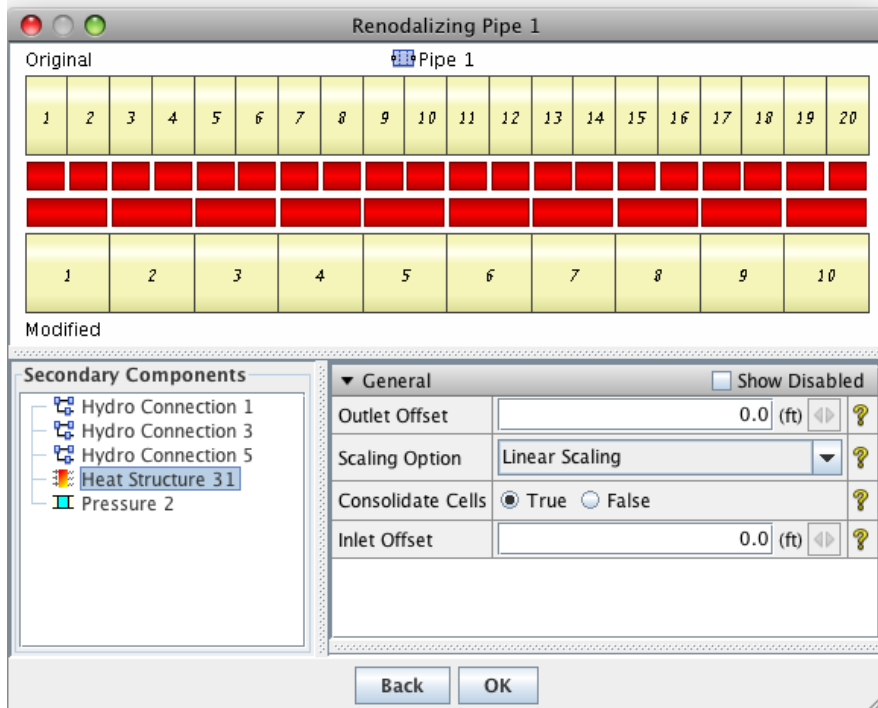 Renodalizing Pipe 1
Original Pipe 1
1 2 3 4 5 6 7 8 9 10 11 12 13 14 15 16 17 18 19 20
1 2 3 4 5 6 7 8 9 10
Modified
Secondary Components
Hydro Connection 1
Hydro Connection 3
Hydro Connection 5
Heat Structure 31
Pressure 2
▼ General Show Disabled
Outlet Offset 0.0 (ft) ?
Scaling Option Linear Scaling ?
Consolidate Cells True False ?
Inlet Offset 0.0 (ft) ?
Back OK